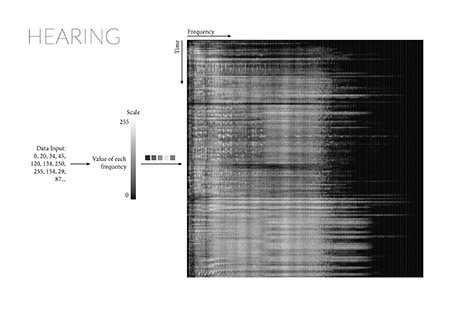 HEARING
Frequency
Time
Scale
255
Data Input:
0, 20, 34, 45,
120, 134, 250,
255, 154, 29,
87...
Value of each
frequency
0